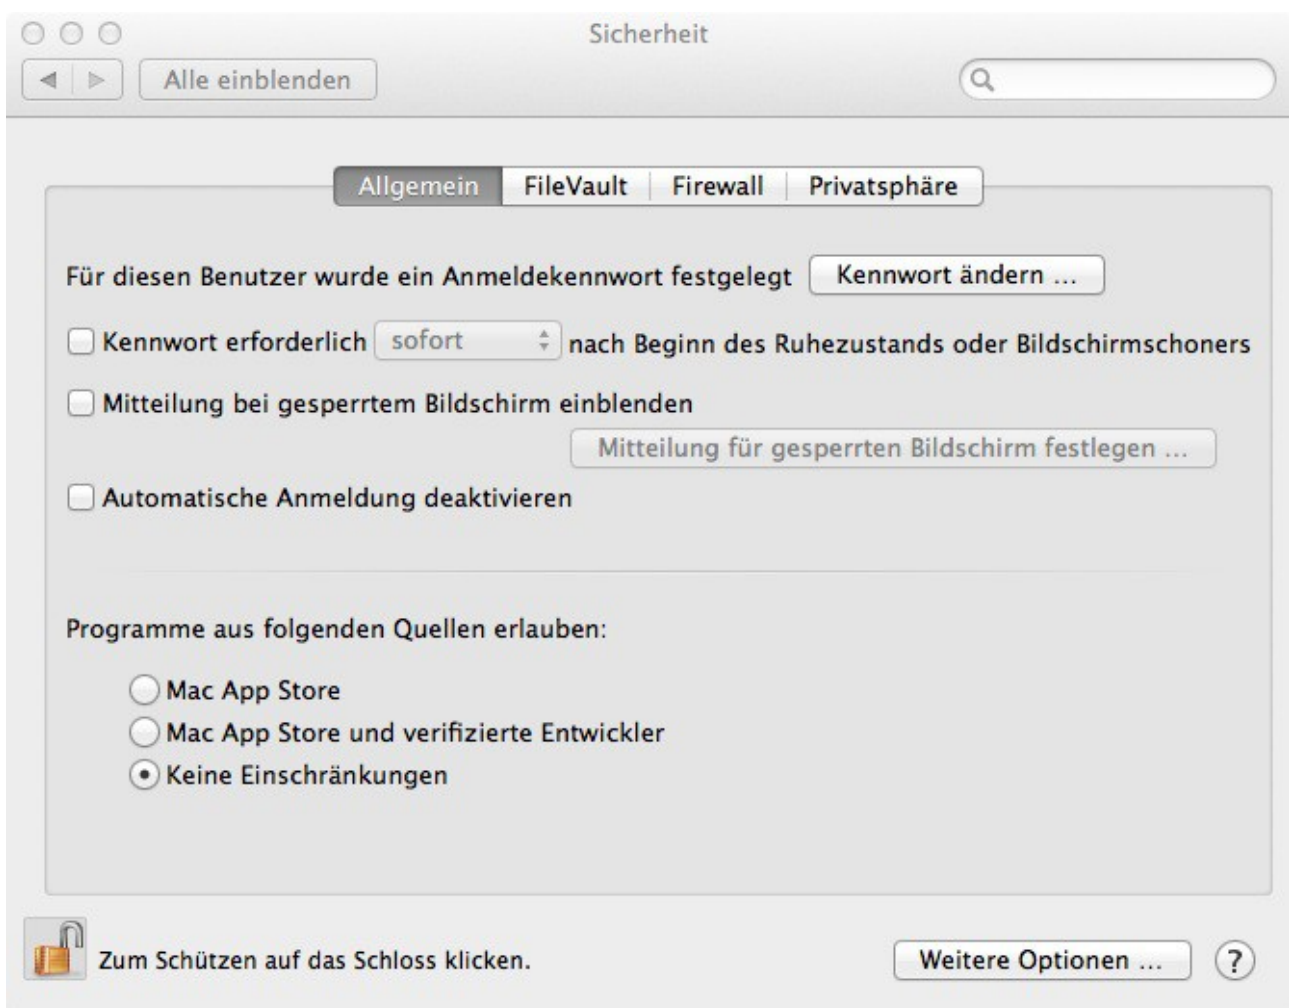 Sicherheit
Alle einblenden
Allgemein FileVault Firewall Privatsphäre
Für diesen Benutzer wurde ein Anmeldekennwort festgelegt Kennwort ändern ...
Kennwort erforderlich sofort nach Beginn des Ruhezustands oder Bildschirmschoners
Mitteilung bei gesperrtem Bildschirm einblenden
Mitteilung für gesperrten Bildschirm festlegen ...
Automatische Anmeldung deaktivieren
Programme aus folgenden Quellen erlauben:
Mac App Store
Mac App Store und verifizierte Entwickler
Keine Einschränkungen
Zum Schützen auf das Schloss klicken. Weitere Optionen ... ?